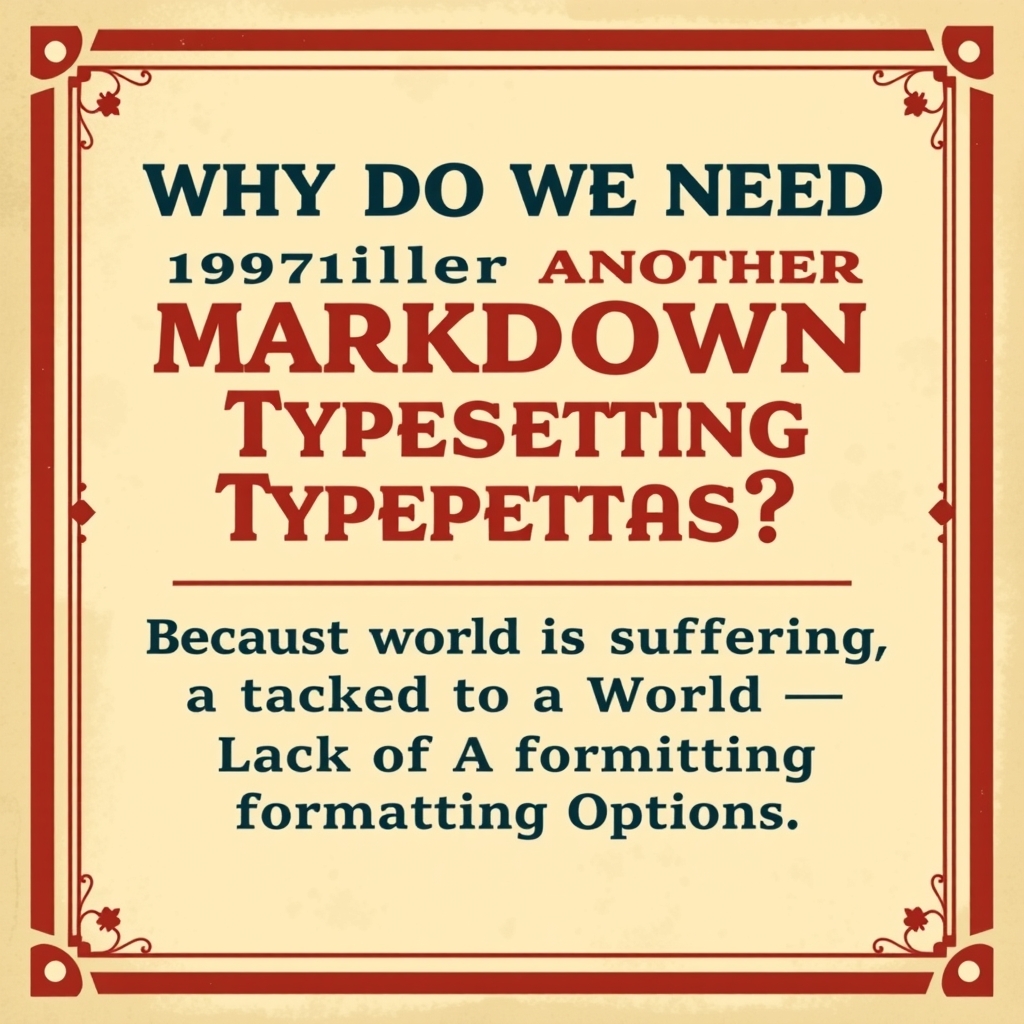 WHY DO WE NEED
19971iller ANOTHER
MARKDOWN
TYPESETTING
TYPEPETTAS?
Becaust world is suffering,
a tacked to a World —
Lack of A formitting
formatting Options.